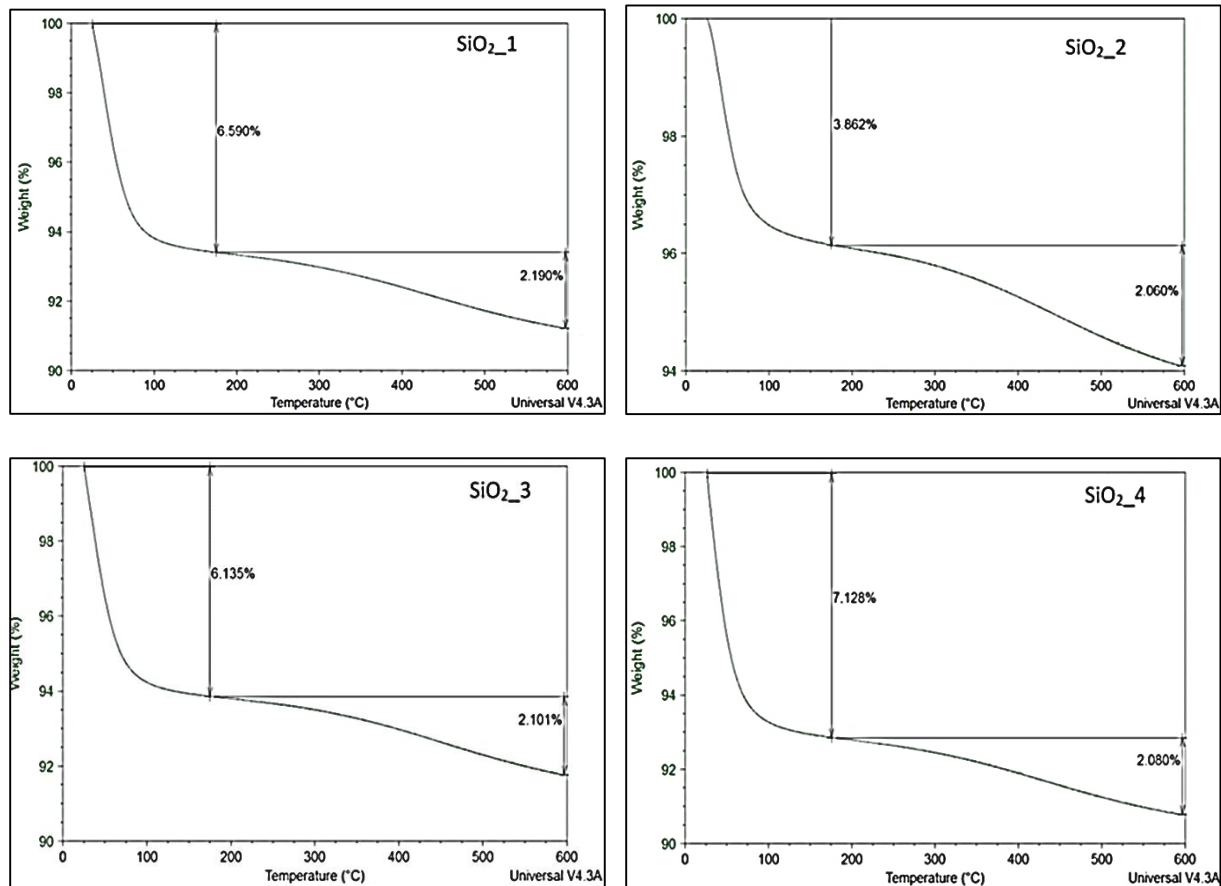 SiO₂_1
100
98
96
94
92
90
Weight (%)
6.590%
2.190%
0 100 200 300 400 500 600
Temperature (°C)
Universal V4.3A
SiO₂_2
100
98
96
94
Weight (%)
3.862%
2.060%
0 100 200 300 400 500 600
Temperature (°C)
Universal V4.3A
SiO₂_3
100
98
96
94
92
90
Weight (%)
6.135%
2.101%
0 100 200 300 400 500 600
Temperature (°C)
Universal V4.3A
SiO₂_4
100
98
96
94
92
90
Weight (%)
7.128%
2.080%
0 100 200 300 400 500 600
Temperature (°C)
Universal V4.3A